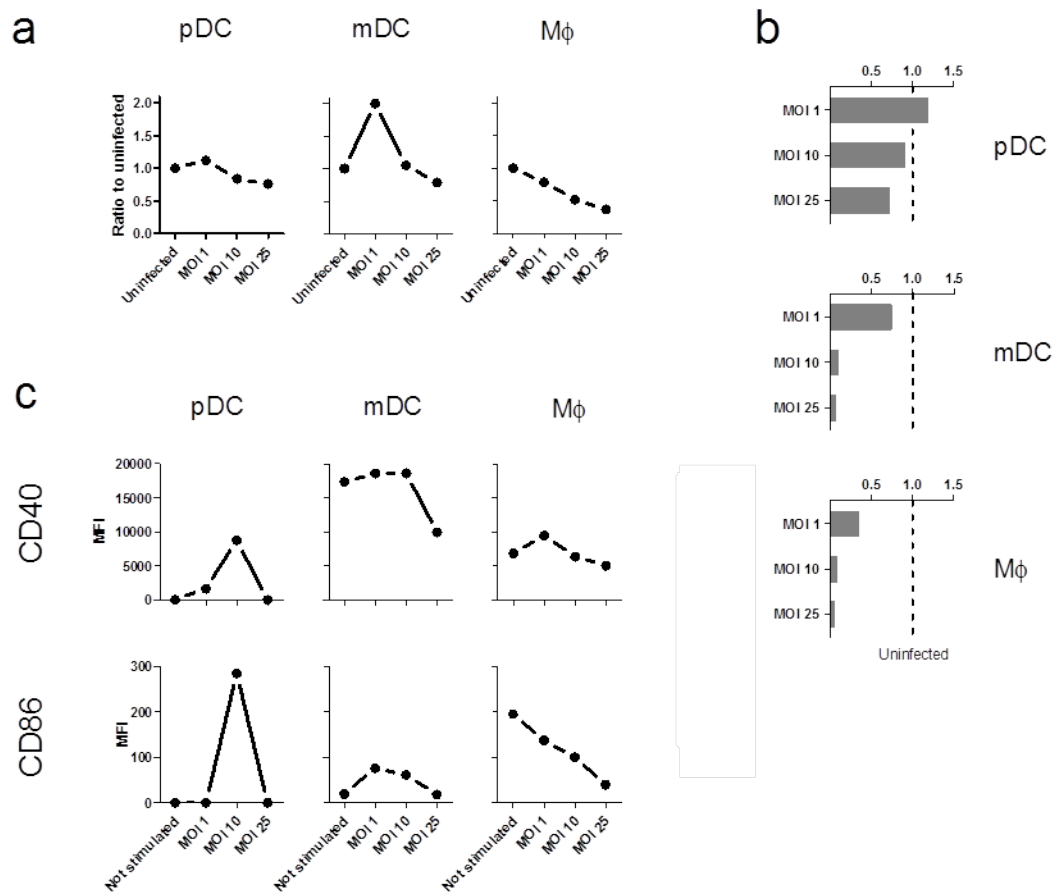 a
pDC
mDC
Mϕ
Ratio to uninfected
2.0
1.5
1.0
0.5
0.0
Uninfected
MOI 1
MOI 10
MOI 25
Uninfected
MOI 1
MOI 10
MOI 25
Uninfected
MOI 1
MOI 10
MOI 25
b
0.5 1.0 1.5
MOI 1
MOI 10
MOI 25
pDC
0.5 1.0 1.5
MOI 1
MOI 10
MOI 25
mDC
0.5 1.0 1.5
MOI 1
MOI 10
MOI 25
Mϕ
Uninfected
c
pDC
mDC
Mϕ
CD40
MFI
20000
15000
10000
5000
0
CD86
MFI
300
200
100
0
Not stimulated
MOI 1
MOI 10
MOI 25
Not stimulated
MOI 1
MOI 10
MOI 25
Not stimulated
MOI 1
MOI 10
MOI 25